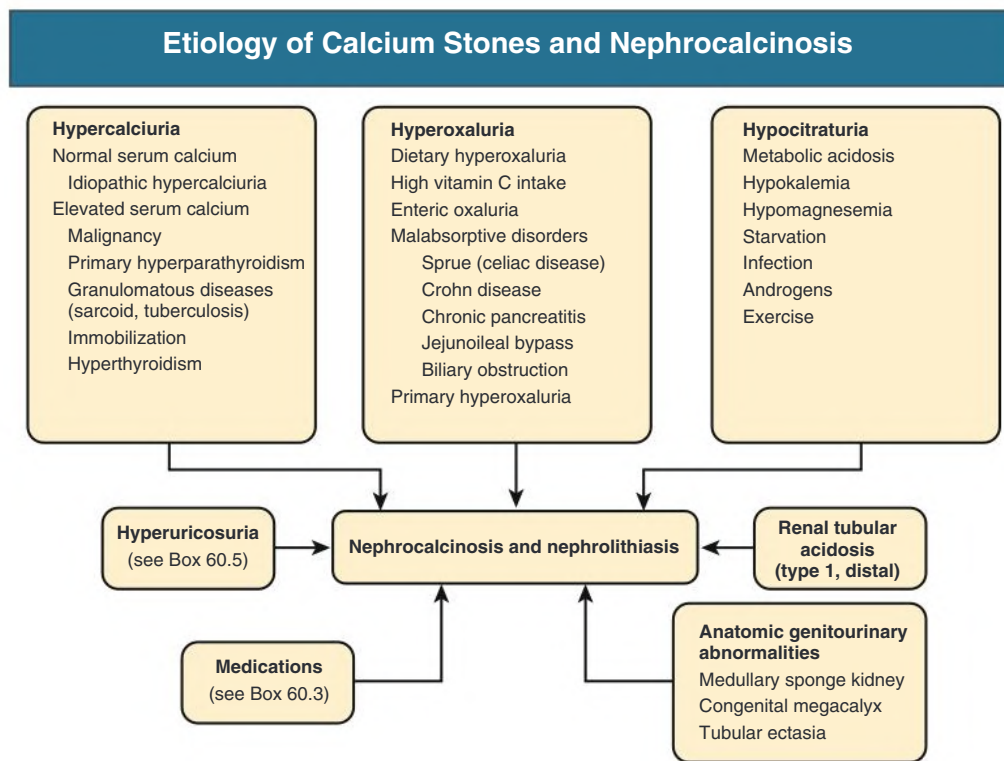 Etiology of Calcium Stones and Nephrocalcinosis
Hypercalciuria
Normal serum calcium
Idiopathic hypercalciuria
Elevated serum calcium
Malignancy
Primary hyperparathyroidism
Granulomatous diseases
(sarcoid, tuberculosis)
Immobilization
Hyperthyroidism
Hyperoxaluria
Dietary hyperoxaluria
High vitamin C intake
Enteric oxaluria
Malabsorptive disorders
Sprue (celiac disease)
Crohn disease
Chronic pancreatitis
Jejunoileal bypass
Biliary obstruction
Primary hyperoxaluria
Hypocitraturia
Metabolic acidosis
Hypokalemia
Hypomagnesemia
Starvation
Infection
Androgens
Exercise
Hyperuricosuria
(see Box 60.5)
Nephrocalcinosis and nephrolithiasis
Renal tubular
acidosis
(type 1, distal)
Medications
(see Box 60.3)
Anatomic genitourinary
abnormalities
Medullary sponge kidney
Congenital megacalyx
Tubular ectasia